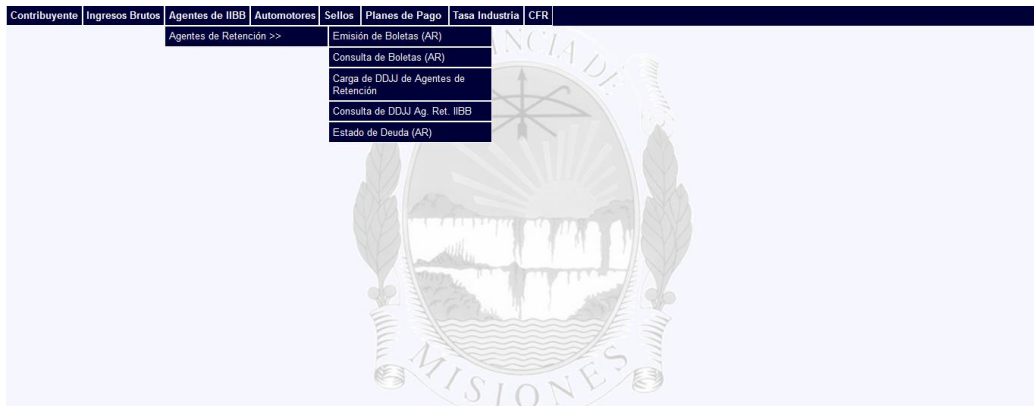 Contribuyente Ingresos Brutos Agentes de IIBB Automotores Sellos Planes de Pago Tasa Industria CFR
Agentes de Retención >>
Emisión de Boletas (AR)
Consulta de Boletas (AR)
Carga de DDJJ de Agentes de
Retención
Consulta de DDJJ Ag. Ret. IIBB
Estado de Deuda (AR)
NCIA DE
MISIONES